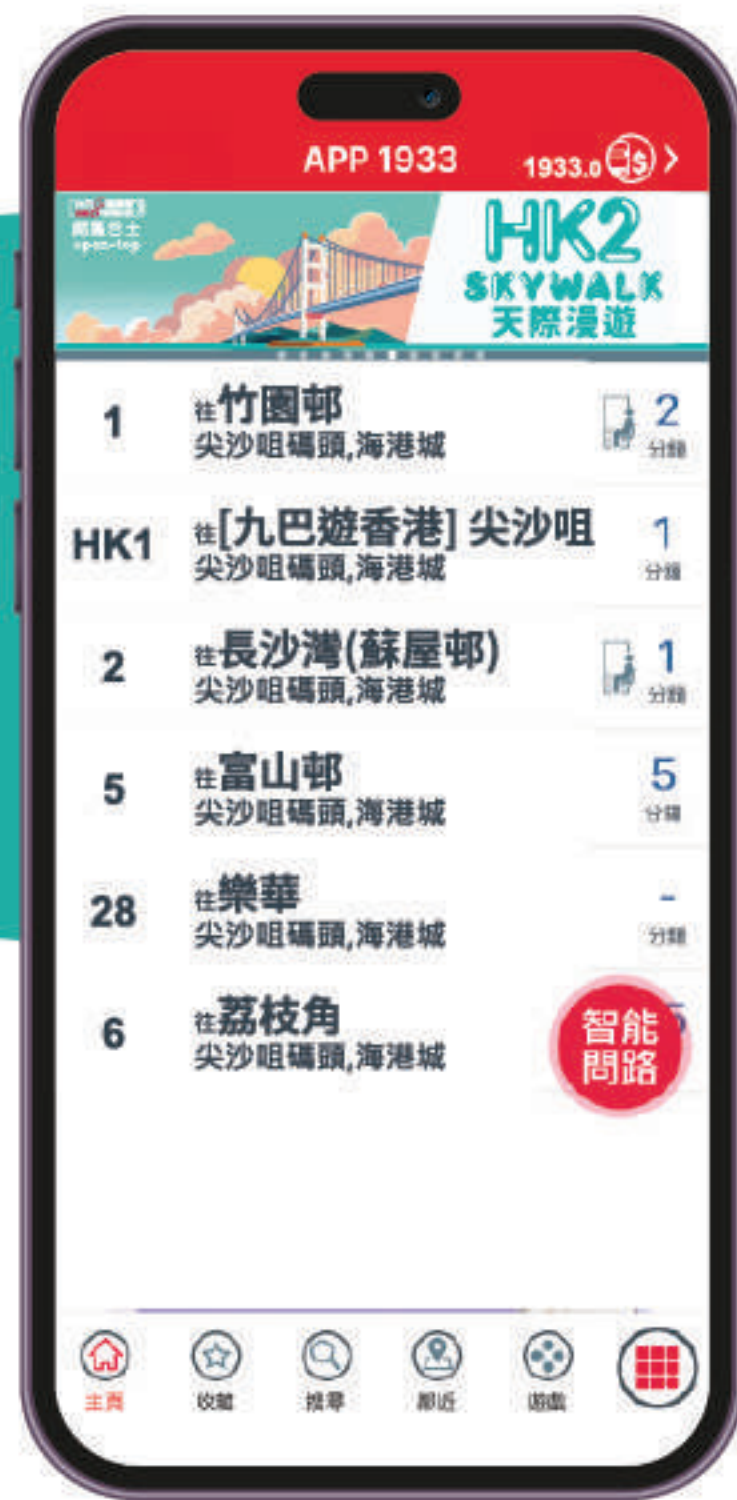 APP 1933
1933.0
開篷巴士
open-top
HK2
SKYWALK
天際漫遊
1
往竹園邨
尖沙咀碼頭,海港城
2
分鐘
HK1
往[九巴遊香港] 尖沙咀
尖沙咀碼頭,海港城
1
分鐘
2
往長沙灣(蘇屋邨)
尖沙咀碼頭,海港城
1
分鐘
5
往富山邨
尖沙咀碼頭,海港城
5
分鐘
28
往樂華
尖沙咀碼頭,海港城
-
分鐘
6
往荔枝角
尖沙咀碼頭,海港城
智能
問路
主頁
收藏
搜尋
鄰近
遊戲